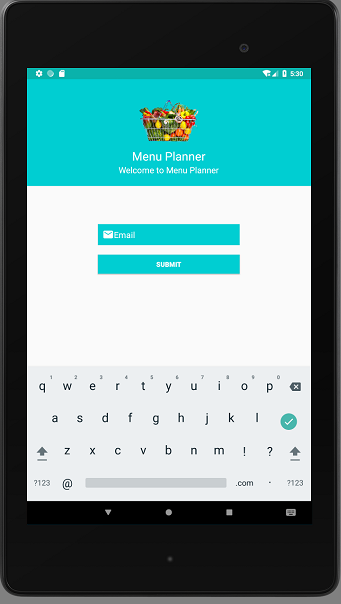 5:30
Menu Planner
Welcome to Menu Planner
Email
SUBMIT
1 2 3 4 5 6 7 8 9 0
q w e r t y u i o p
a s d f g h j k l
z x c v b n m ! ?
?123 @ .com . ?123